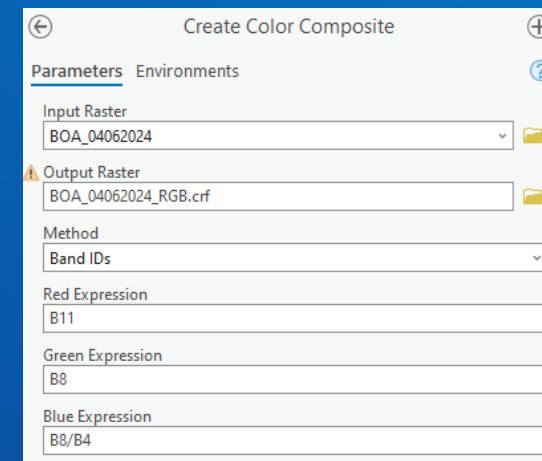 Create Color Composite
Parameters Environments
Input Raster
BOA_04062024
Output Raster
BOA_04062024_RGB.crf
Method
Band IDs
Red Expression
B11
Green Expression
B8
Blue Expression
B8/B4